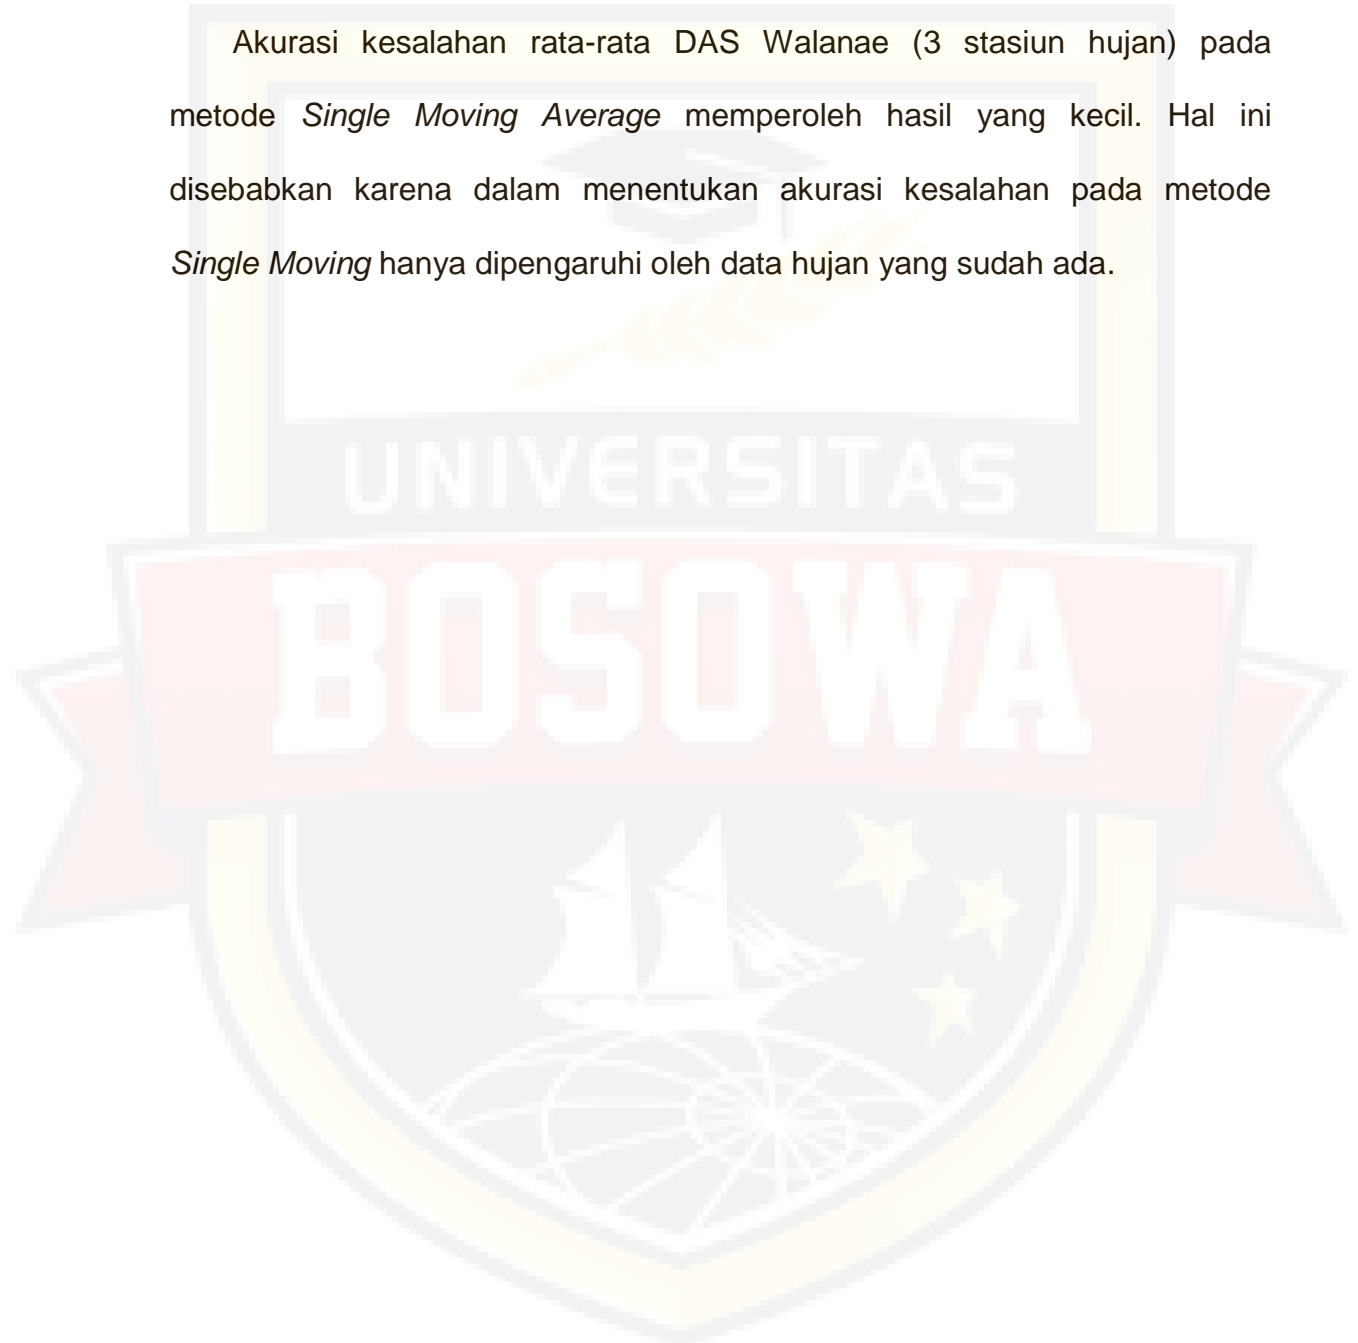 Akurasi kesalahan rata-rata DAS Walanae (3 stasiun hujan) pada
metode Single Moving Average memperoleh hasil yang kecil. Hal ini
disebabkan karena dalam menentukan akurasi kesalahan pada metode
Single Moving hanya dipengaruhi oleh data hujan yang sudah ada.
UNIVERSITAS
BOSOWA